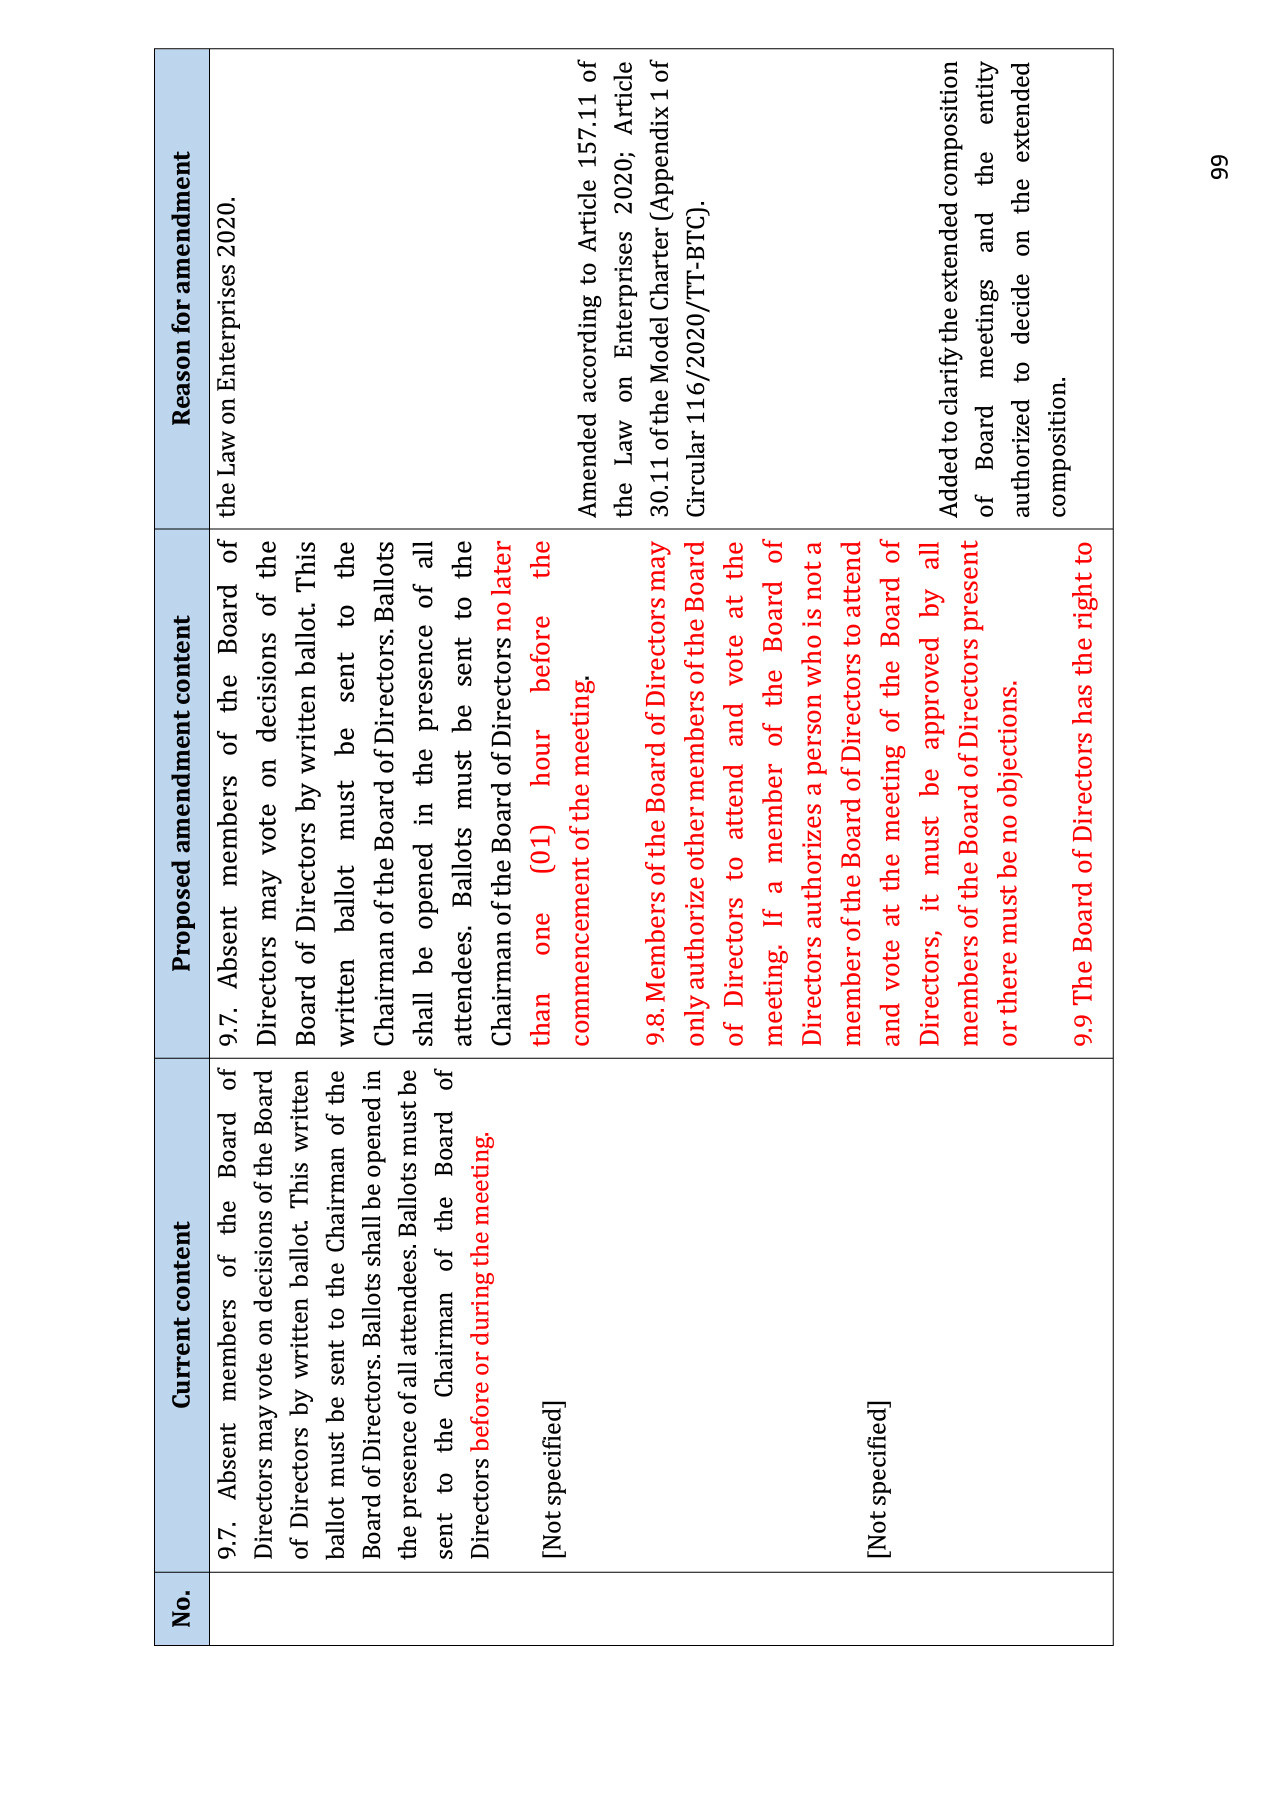 No.
Current content
Proposed amendment content
Reason for amendment
9.7. Absent members of the Board of
Directors may vote on decisions of the Board
of Directors by written ballot. This written
ballot must be sent to the Chairman of the
Board of Directors. Ballots shall be opened in
the presence of all attendees. Ballots must be
sent to the Chairman of the Board of
Directors before or during the meeting.
[Not specified]
[Not specified]
9.7. Absent members of the Board of
Directors may vote on decisions of the
Board of Directors by written ballot. This
written ballot must be sent to the
Chairman of the Board of Directors. Ballots
shall be opened in the presence of all
attendees. Ballots must be sent to the
Chairman of the Board of Directors no later
than one (01) hour before the
commencement of the meeting.
9.8. Members of the Board of Directors may
only authorize other members of the Board
of Directors to attend and vote at the
meeting. If a member of the Board of
Directors authorizes a person who is not a
member of the Board of Directors to attend
and vote at the meeting of the Board of
Directors, it must be approved by all
members of the Board of Directors present
or there must be no objections.
9.9 The Board of Directors has the right to
the Law on Enterprises 2020.
Amended according to Article 157.11 of
the Law on Enterprises 2020; Article
30.11 of the Model Charter (Appendix 1 of
Circular 116/2020/TT-BTC).
Added to clarify the extended composition
of Board meetings and the entity
authorized to decide on the extended
composition.
99